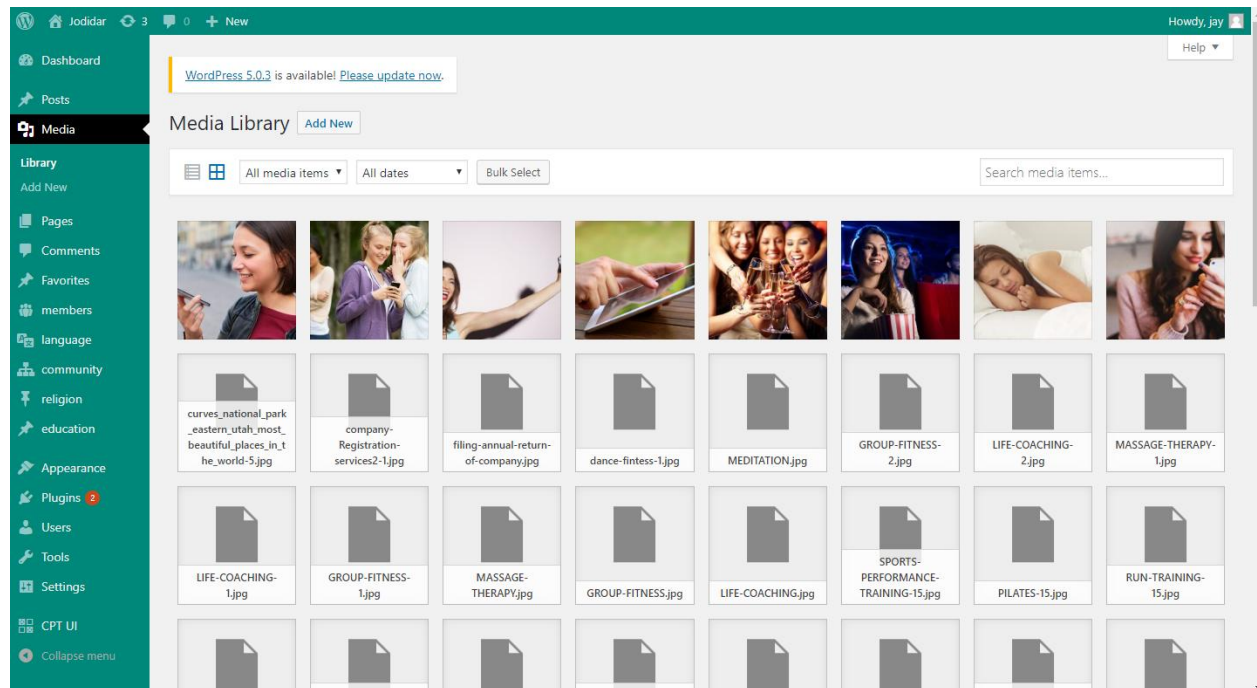 Jodidar 3 0 + New Howdy, jay
Help ▼
Dashboard
Posts
Media
Library
Add New
Pages
Comments
Favorites
members
language
community
religion
education
Appearance
Plugins 2
Users
Tools
Settings
CPT UI
Collapse menu
WordPress 5.0.3 is available! Please update now.
Media Library Add New
All media items ▼ All dates ▼ Bulk Select Search media items...
curves_national_park
_eastern_utah_most_
beautiful_places_in_t
he_world-5.jpg
company-
Registration-
services2-1.jpg
filing-annual-return-
of-company.jpg
dance-fintess-1.jpg
MEDITATION.jpg
GROUP-FITNESS-
2.jpg
LIFE-COACHING-
2.jpg
MASSAGE-THERAPY-
1.jpg
LIFE-COACHING-
1.jpg
GROUP-FITNESS-
1.jpg
MASSAGE-
THERAPY.jpg
GROUP-FITNESS.jpg
LIFE-COACHING.jpg
SPORTS-
PERFORMANCE-
TRAINING-15.jpg
PILATES-15.jpg
RUN-TRAINING-
15.jpg